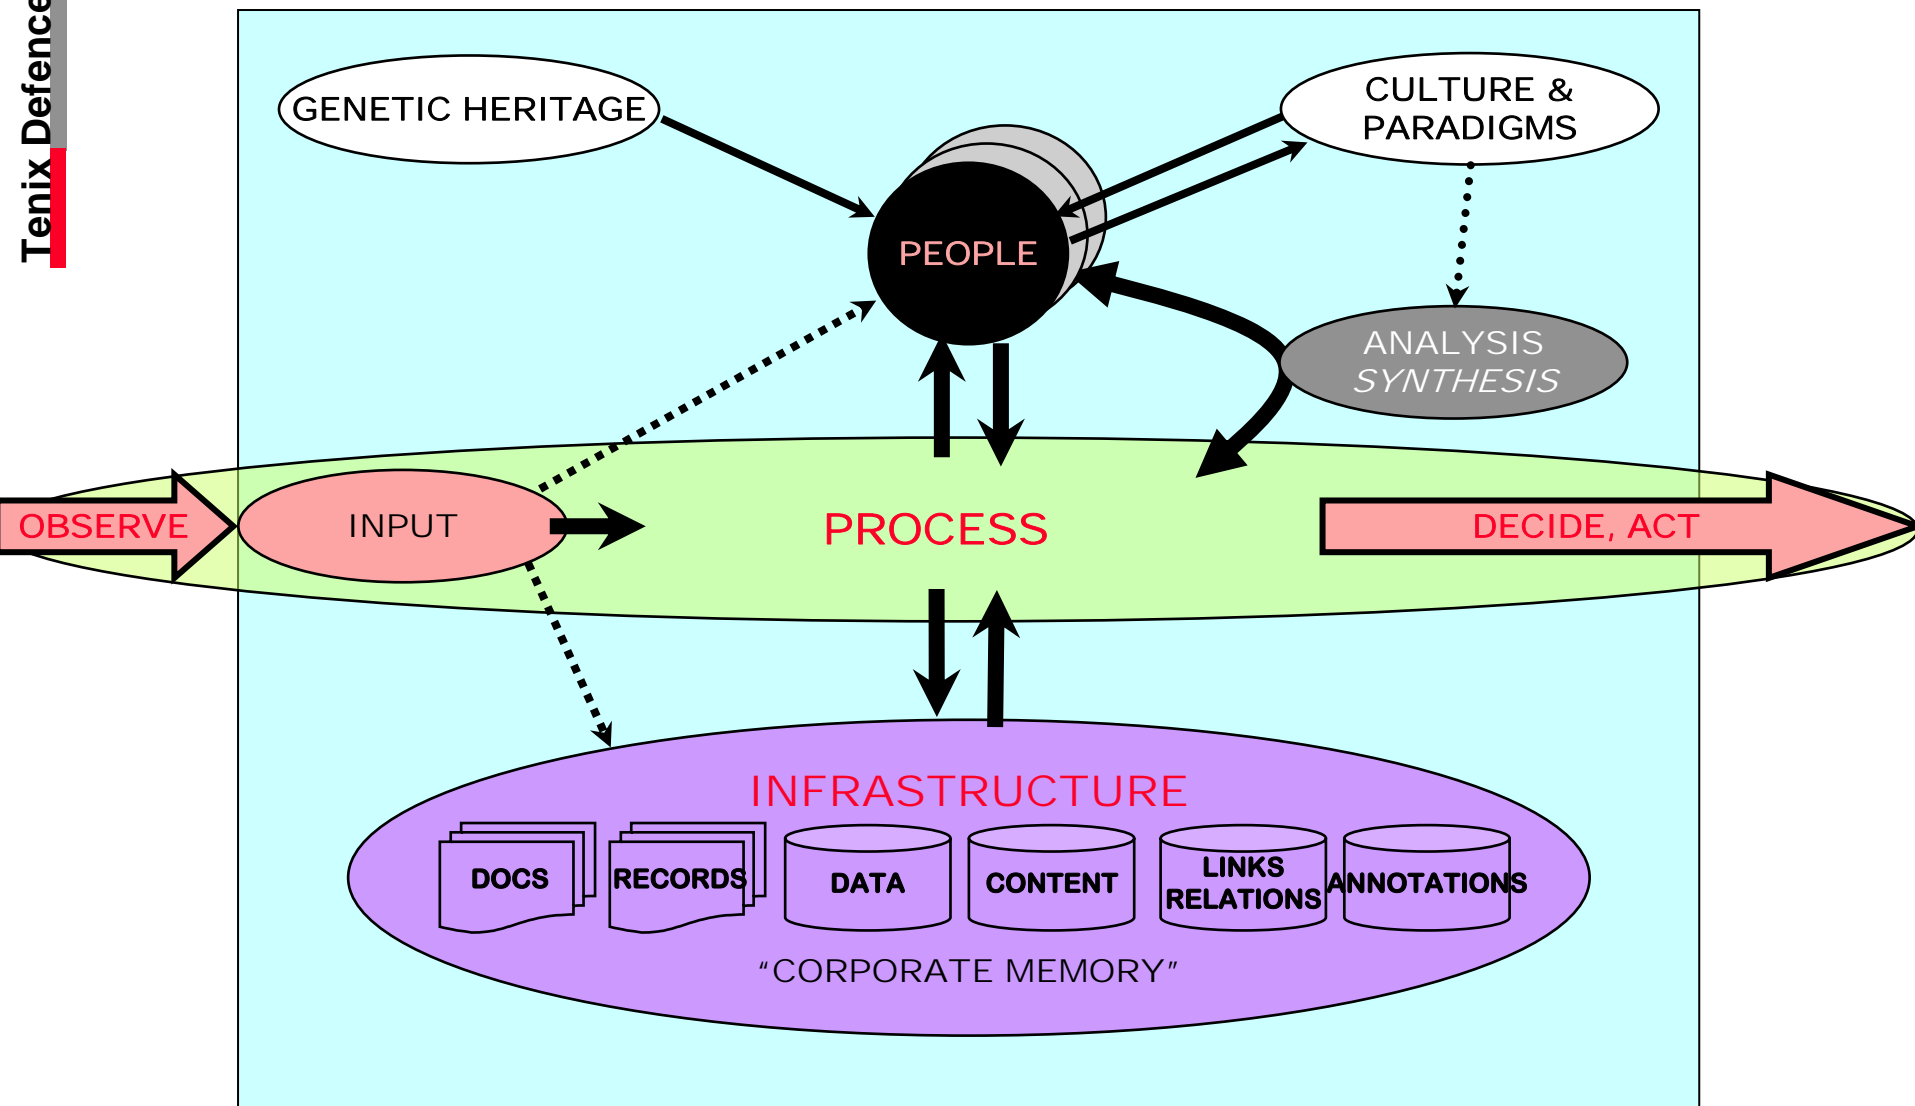 Tenix Defence
GENETIC HERITAGE
CULTURE &
PARADIGMS
PEOPLE
ANALYSIS
SYNTHESIS
OBSERVE
INPUT
PROCESS
DECIDE, ACT
INFRASTRUCTURE
DOCS
RECORDS
DATA
CONTENT
LINKS
RELATIONS
ANNOTATIONS
“CORPORATE MEMORY”